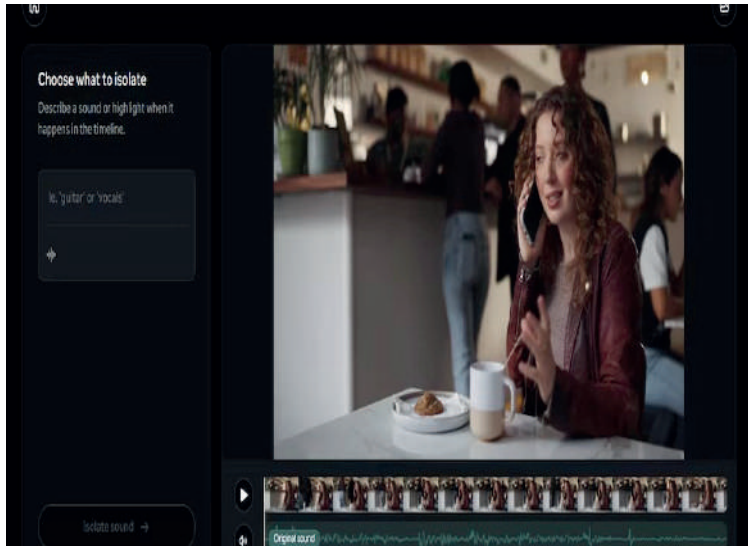 Choose what to isolate
Describe a sound or highlight when it
happens in the timeline.
Ie. "guitar" or "vocals"
Isolate sound →
Original sound